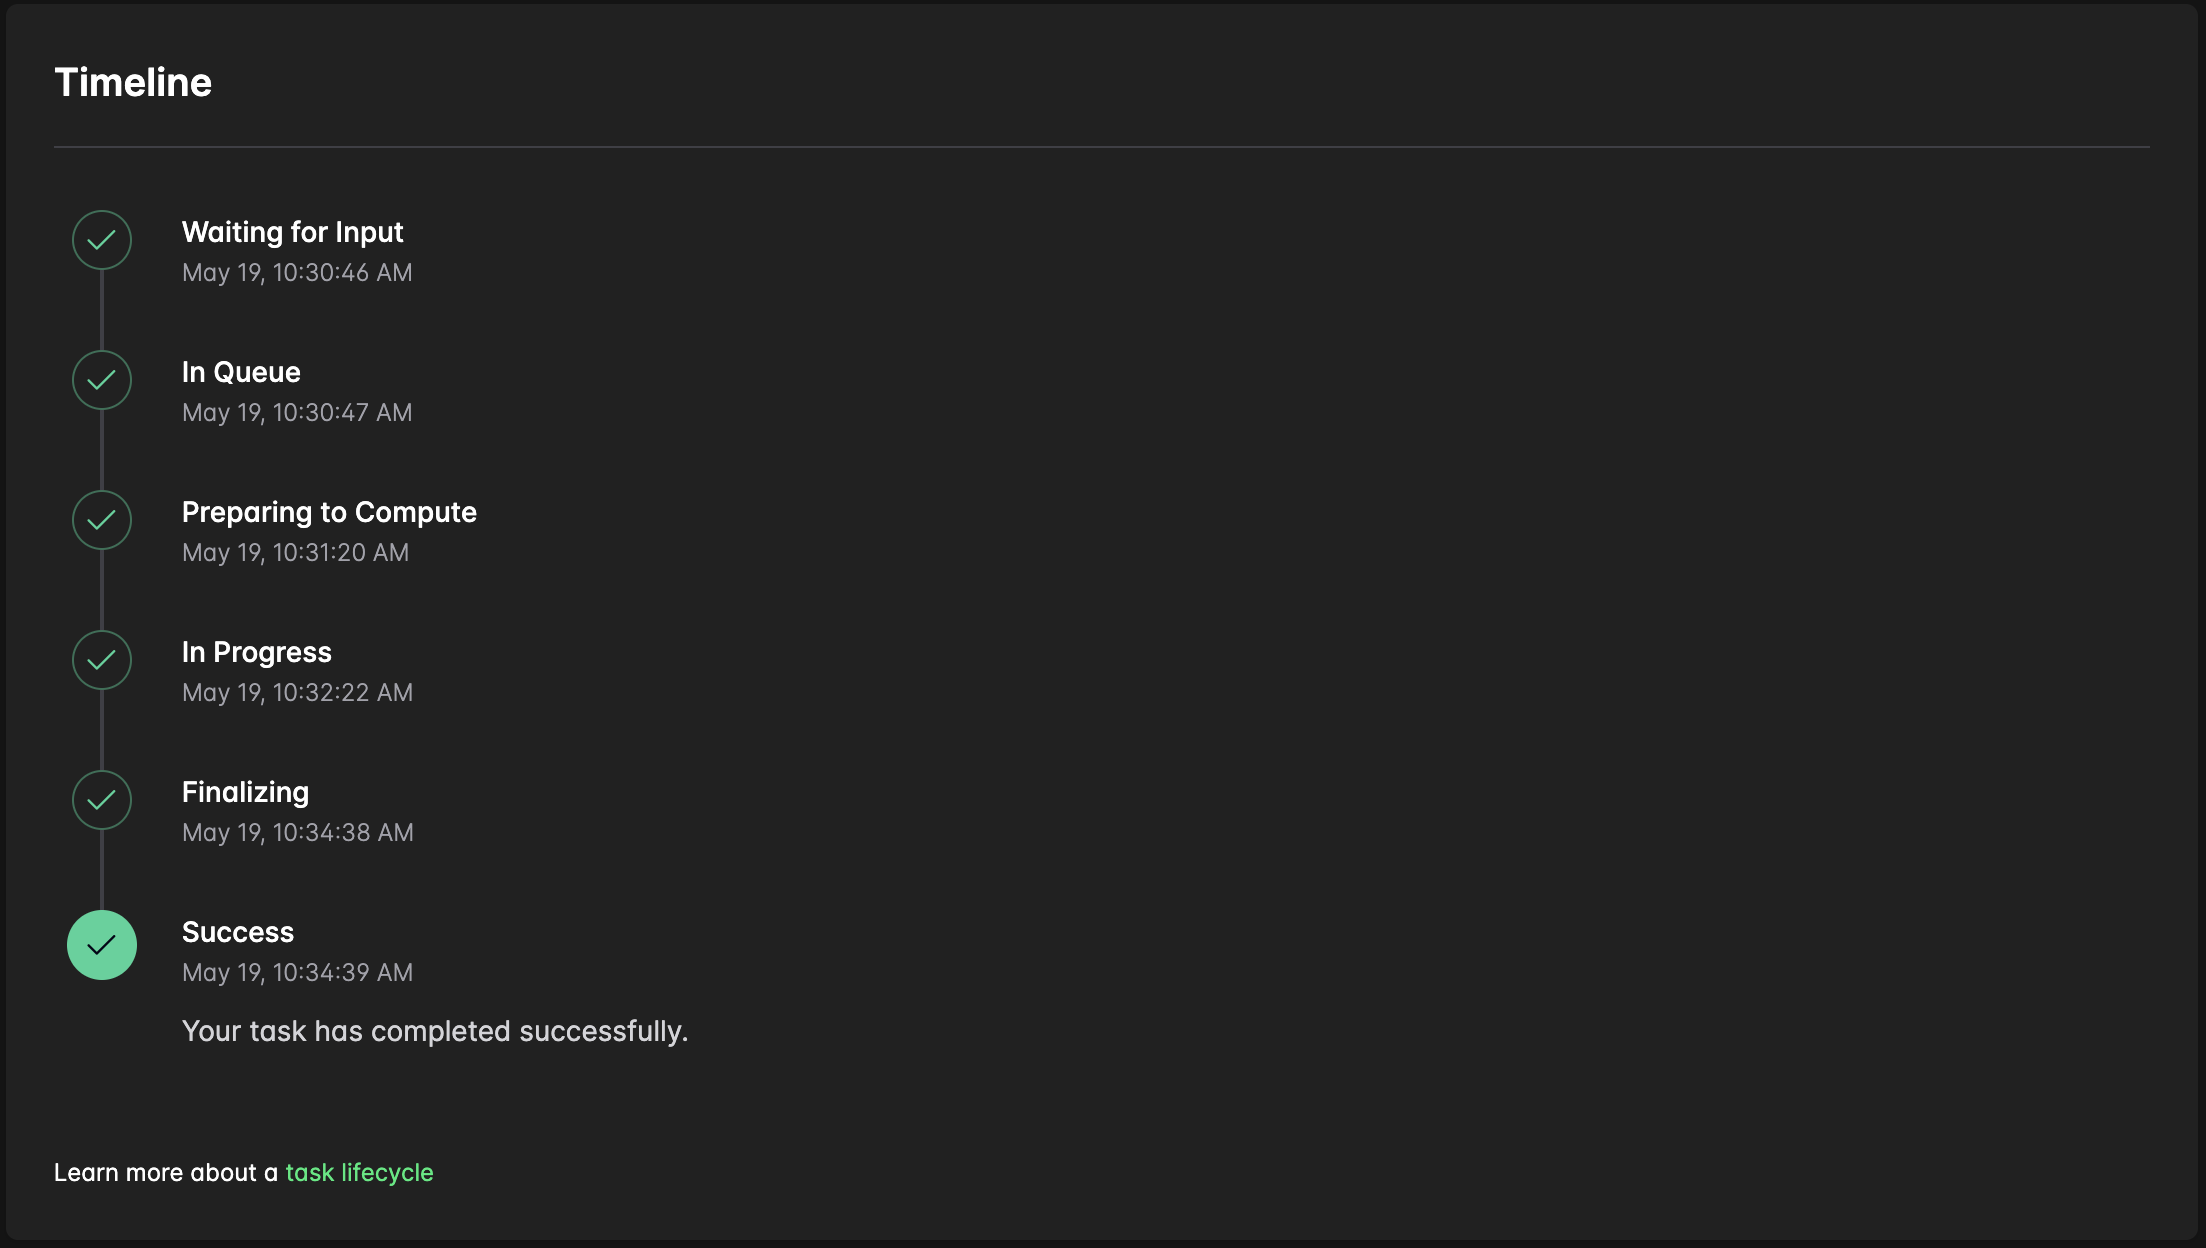 Timeline
Waiting for Input
May 19, 10:30:46 AM
In Queue
May 19, 10:30:47 AM
Preparing to Compute
May 19, 10:31:20 AM
In Progress
May 19, 10:32:22 AM
Finalizing
May 19, 10:34:38 AM
Success
May 19, 10:34:39 AM
Your task has completed successfully.
Learn more about a task lifecycle